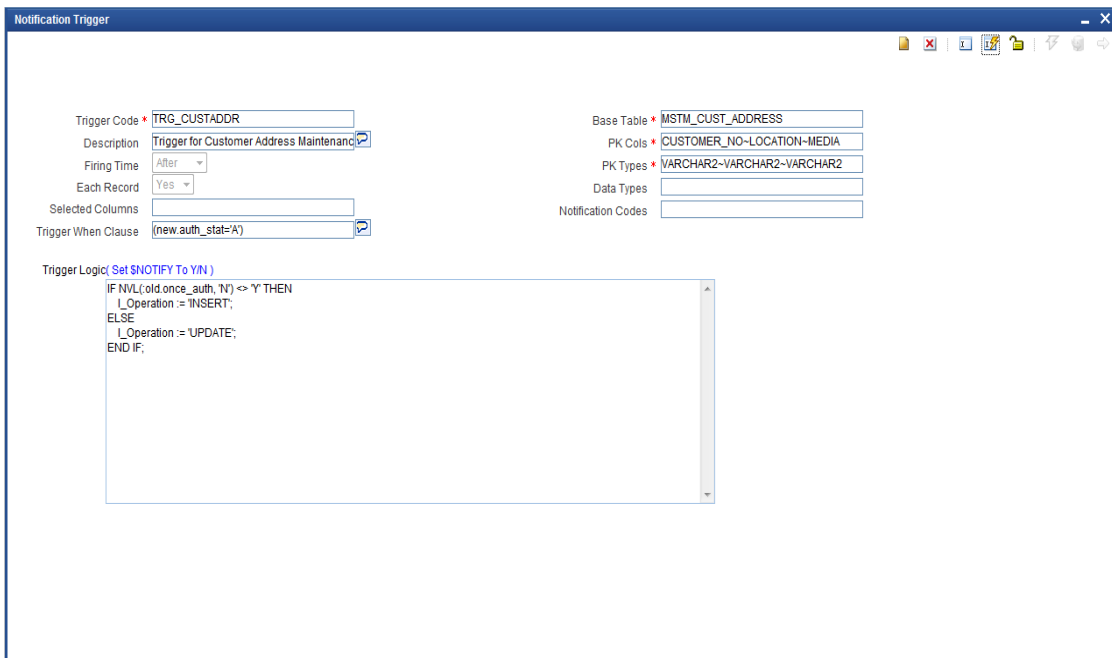 Notification Trigger
Trigger Code * TRG_CUSTADDR
Base Table * MSTM_CUST_ADDRESS
Description Trigger for Customer Address Maintenanc
PK Cols * CUSTOMER_NO~LOCATION~MEDIA
Firing Time After
PK Types * VARCHAR2~VARCHAR2~VARCHAR2
Each Record Yes
Data Types
Selected Columns
Notification Codes
Trigger When Clause (new.auth_stat='A')
Trigger Logic( Set $NOTIFY To Y/N )
IF NVL(:old.once_auth, 'N') <> 'Y' THEN
l_Operation := 'INSERT';
ELSE
l_Operation := 'UPDATE';
END IF;